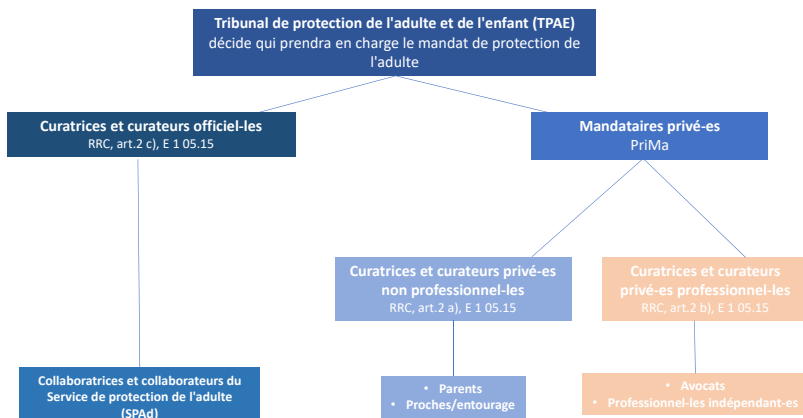 Tribunal de protection de l'adulte et de l'enfant (TPAE)
décide qui prendra en charge le mandat de protection de
l'adulte
Curatrices et curateurs officiel-les
RRC, art.2 c), E 1 05.15
Mandataires privé-es
PriMa
Curatrices et curateurs privé-es
non professionnel-les
RRC, art.2 a), E 1 05.15
Curatrices et curateurs
privé-es professionnel-les
RRC, art.2 b), E 1 05.15
Collaboratrices et collaborateurs du
Service de protection de l'adulte
(SPAd)
• Parents
• Proches/entourage
• Avocats
• Professionnel-les indépendant-es